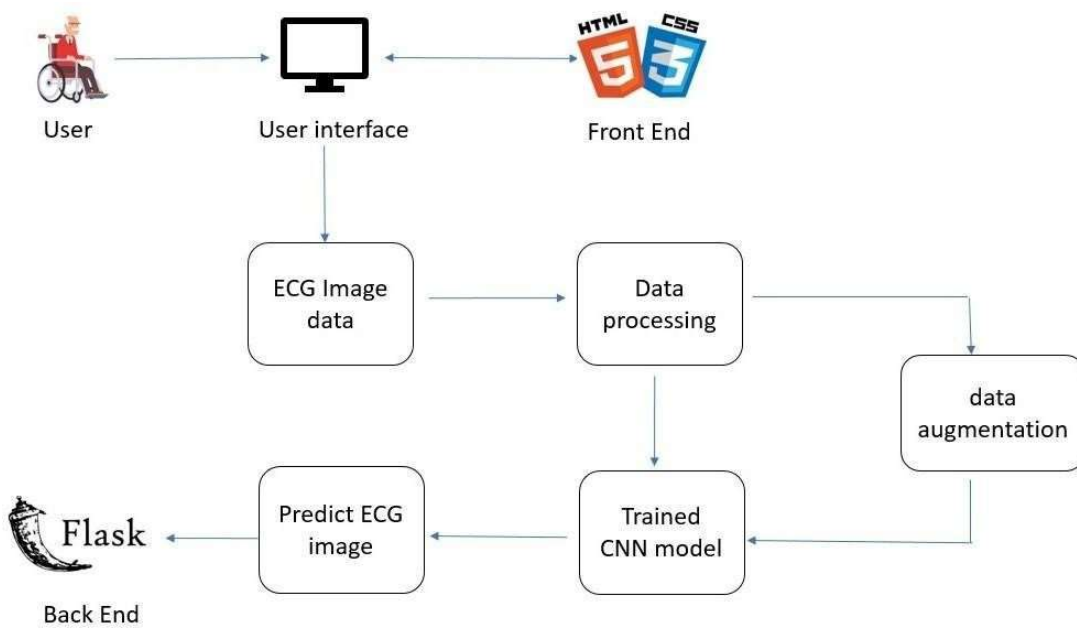 HTML
5
CSS
3
User
User interface
Front End
ECG Image
data
Data
processing
data
augmentation
Predict ECG
image
Trained
CNN model
Flask
Back End